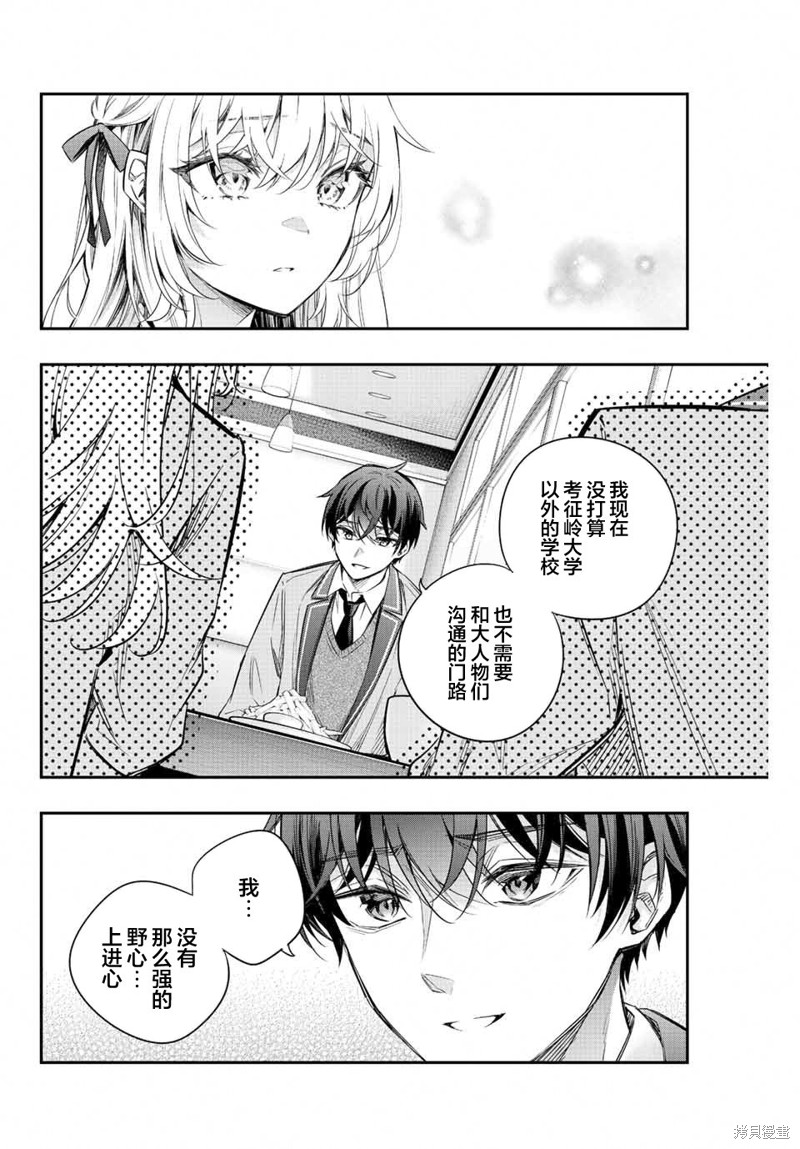 我现在
没打算
考征岭大学
以外的学校
也不需要
和大人物们
沟通的门路
我…
没有
那么强的
野心…
上进心
拷貝漫畫